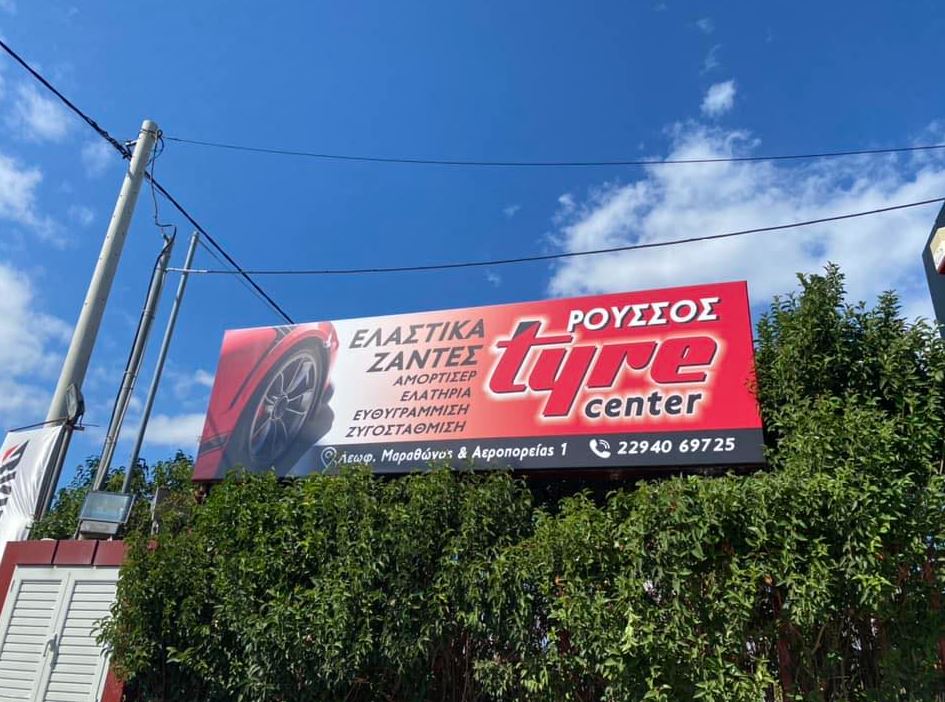 ΕΛΑΣΤΙΚΑ
ΖΑΝΤΕΣ
ΑΜΟΡΤΙΣΕΡ
ΕΛΑΤΗΡΙΑ
ΕΥΘΥΓΡΑΜΜΙΣΗ
ΖΥΓΟΣΤΑΘΜΙΣΗ
ΡΟΥΣΣΟΣ
tyre
center
Λεωφ. Μαραθώνος & Αεροπορείας 1
22940 69725